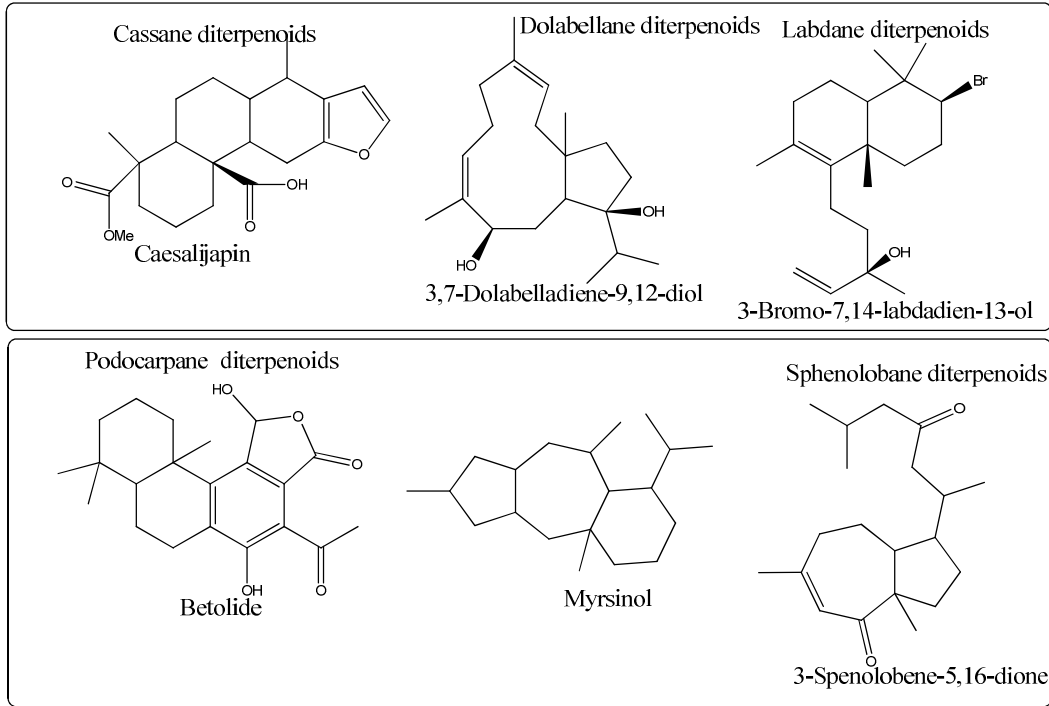 Cassane diterpenoids
Dolabellane diterpenoids
Labdane diterpenoids
Br
O
O
OH
OMe
O
OH
HO
OH
Caesalijapin
3,7-Dolabelladiene-9,12-diol
3-Bromo-7,14-labdadien-13-ol
Podocarpane diterpenoids
Sphenolobane diterpenoids
HO
O
O
O
OH
O
O
Betolide
Myrsinol
3-Spenolobene-5,16-dione